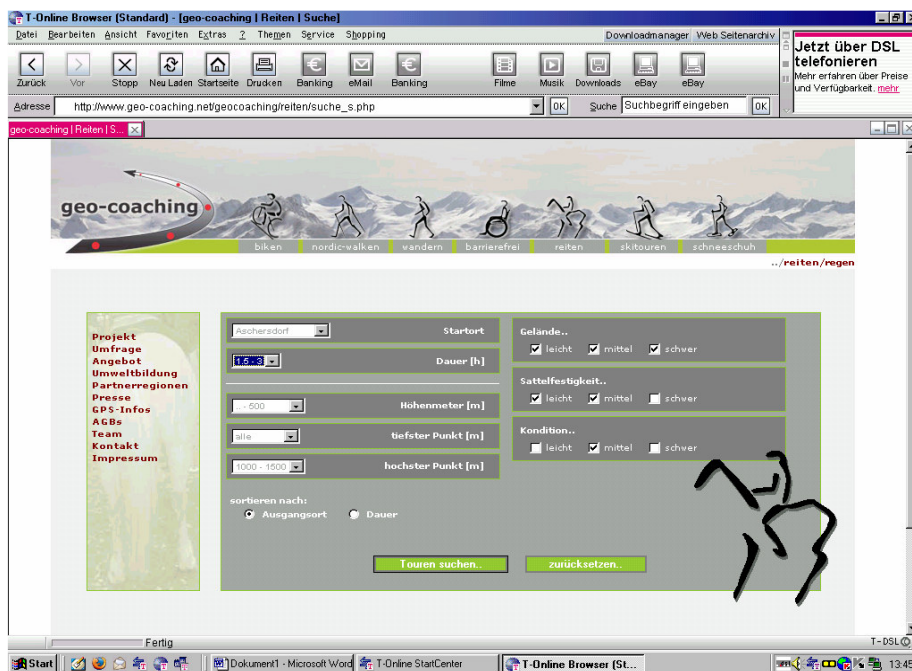 T-Online Browser (Standard) - [geo-coaching | Reiten | Suche]
Datei Bearbeiten Ansicht Favoriten Extras ? Themen Service Shopping Downloadmanager Web Seitenarchiv
Zurück Vor Stopp Neu Laden Startseite Drucken Banking eMail Banking Filme Musik Downloads eBay eBay
Jetzt über DSL
telefonieren
Mehr erfahren über Preise
und Verfügbarkeit. mehr
Adresse http://www.geo-coaching.net/geocoaching/reiten/suche_s.php OK Suche Suchbegriff eingeben OK
geo-coaching | Reiten | S...
geo-coaching
biken nordic-walken wandern barrierefrei reiten skitouren schneeschuh
../reiten/regen
Projekt
Umfrage
Angebot
Umweltbildung
Partnerregionen
Presse
GPS-Infos
AGBs
Team
Kontakt
Impressum
Aschersdorf Startort
1,5 - 3 Dauer [h]
.. - 500 Höhenmeter [m]
alle tiefster Punkt [m]
1000 - 1500 hochster Punkt [m]
sortieren nach:
Ausgangsort Dauer
Gelände..
leicht mittel schwer
Sattelfestigkeit..
leicht mittel schwer
Kondition..
leicht mittel schwer
Touren suchen.. zurücksetzen..
Fertig T-DSL
Start Dokument1 - Microsoft Word T-Online StartCenter T-Online Browser (St... 13:45